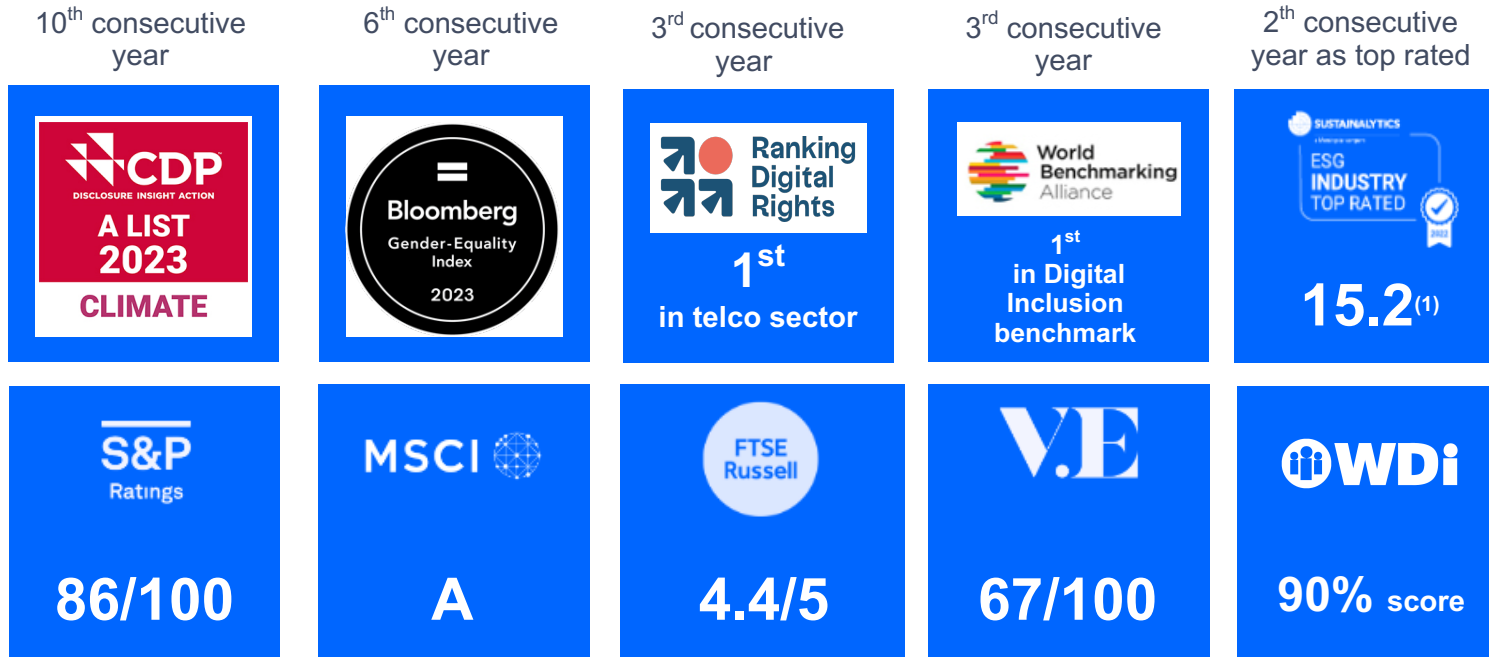 10th consecutive
year
6th consecutive
year
3rd consecutive
year
3rd consecutive
year
2th consecutive
year as top rated
CDP
DISCLOSURE INSIGHT ACTION
A LIST
2023
CLIMATE
=
Bloomberg
Gender-Equality
Index
2023
Ranking
Digital
Rights
1st
in telco sector
World
Benchmarking
Alliance
1st
in Digital
Inclusion
benchmark
SUSTAINALYTICS
ESG
INDUSTRY
TOP RATED
2022
15.2(1)
S&P
Ratings
86/100
MSCI
A
FTSE
Russell
4.4/5
V.E
67/100
WDi
90% score